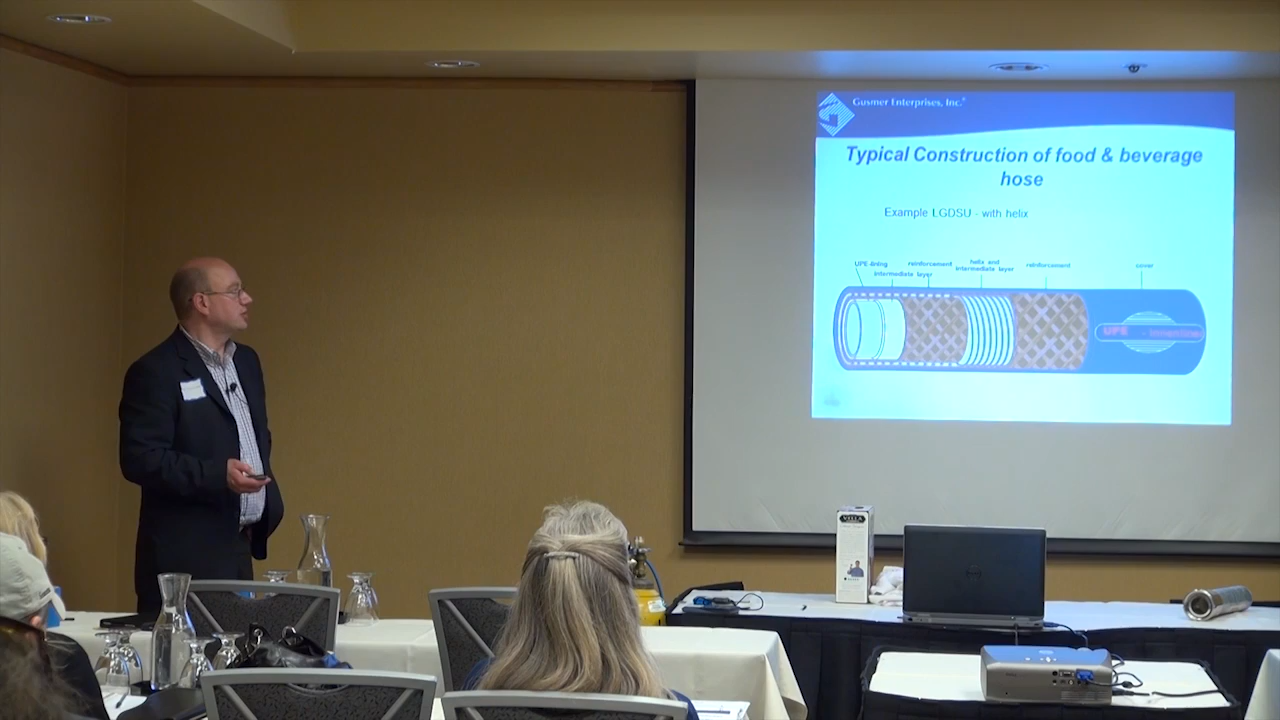 Gusmer Enterprises, Inc.®
Typical Construction of food & beverage
hose
Example LGDSU - with helix
UPE-lining
reinforcement
helix and
reinforcement
cover
intermediate layer
intermediate layer
UPE
VILLA